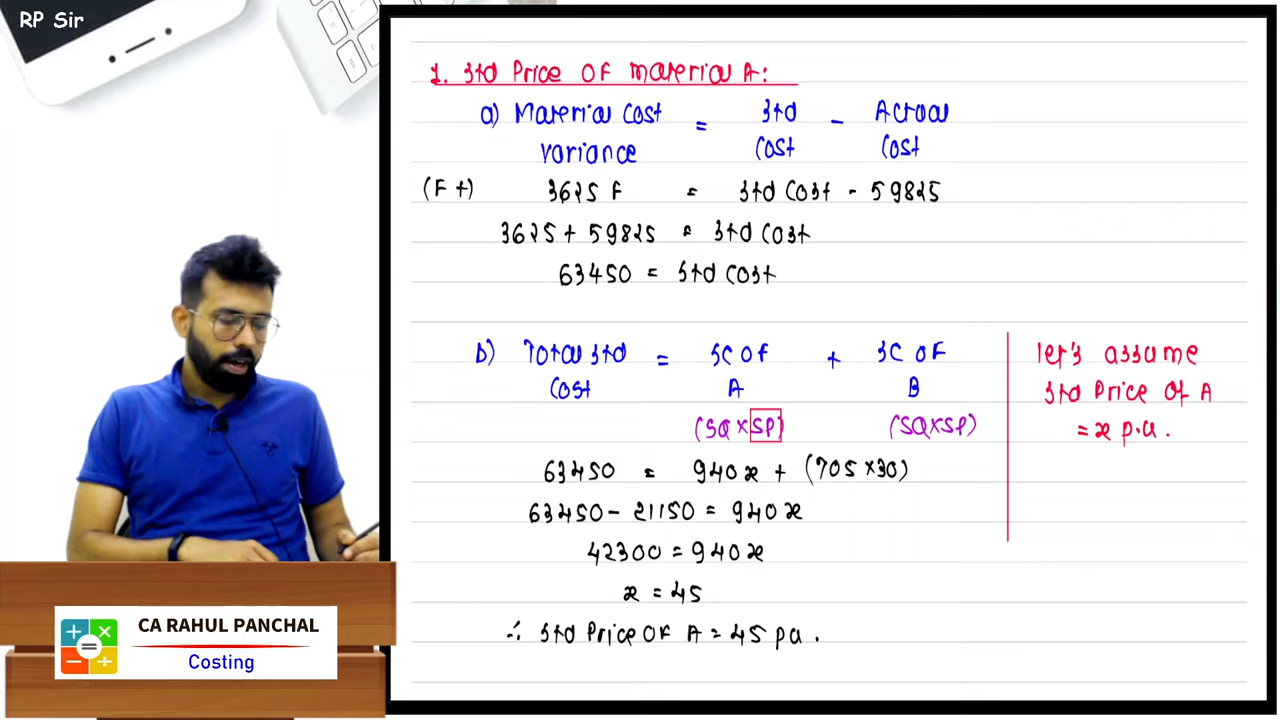 RP Sir
1. Std Price of Material A:
a) Material Cost Variance = Std Cost - Actual Cost
(F +) 3625 F = Std Cost - 59825
3625 + 59825 = Std Cost
63450 = Std Cost
b) Total Std Cost = SC of A + SC of B
(SQ×SP) (SQ×SP)
63450 = 940x + (705×30)
63450 - 21150 = 940x
42300 = 940x
x = 45
∴ Std Price of A = 45 pu.
let's assume
Std Price of A
= x p.u.
CA RAHUL PANCHAL
Costing